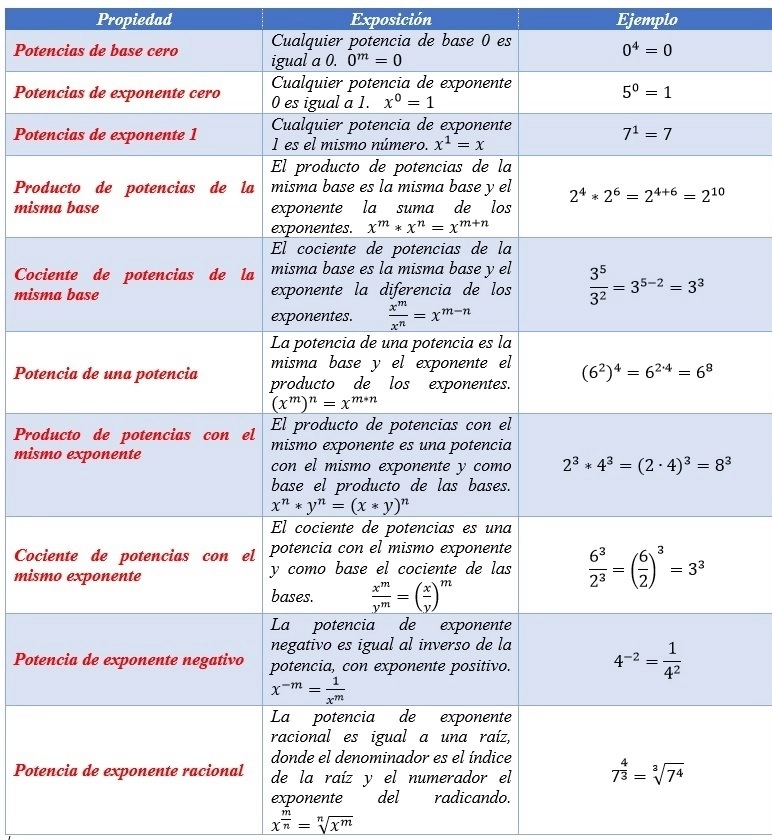 Propiedad Exposición Ejemplo
Potencias de base cero
Cualquier potencia de base 0 es
igual a 0. 0^m = 0
0^4 = 0
Potencias de exponente cero
Cualquier potencia de exponente
0 es igual a 1. x^0 = 1
5^0 = 1
Potencias de exponente 1
Cualquier potencia de exponente
1 es el mismo número. x^1 = x
7^1 = 7
Producto de potencias de la
misma base
El producto de potencias de la
misma base es la misma base y el
exponente la suma de los
exponentes. x^m * x^n = x^{m+n}
2^4 * 2^6 = 2^{4+6} = 2^{10}
Cociente de potencias de la
misma base
El cociente de potencias de la
misma base es la misma base y el
exponente la diferencia de los
exponentes. \frac{x^m}{x^n} = x^{m-n}
\frac{3^5}{3^2} = 3^{5-2} = 3^3
Potencia de una potencia
La potencia de una potencia es la
misma base y el exponente el
producto de los exponentes.
(x^m)^n = x^{m*n}
(6^2)^4 = 6^{2·4} = 6^8
Producto de potencias con el
mismo exponente
El producto de potencias con el
mismo exponente es una potencia
con el mismo exponente y como
base el producto de las bases.
x^n * y^n = (x * y)^n
2^3 * 4^3 = (2 · 4)^3 = 8^3
Cociente de potencias con el
mismo exponente
El cociente de potencias es una
potencia con el mismo exponente
y como base el cociente de las
bases. \frac{x^m}{y^m} = (\frac{x}{y})^m
\frac{6^3}{2^3} = (\frac{6}{2})^3 = 3^3
Potencia de exponente negativo
La potencia de exponente
negativo es igual al inverso de la
potencia, con exponente positivo.
x^{-m} = \frac{1}{x^m}
4^{-2} = \frac{1}{4^2}
Potencia de exponente racional
La potencia de exponente
racional es igual a una raíz,
donde el denominador es el índice
de la raíz y el numerador el
exponente del radicando.
x^{\frac{m}{n}} = \sqrt[n]{x^m}
7^{\frac{4}{3}} = \sqrt[3]{7^4}